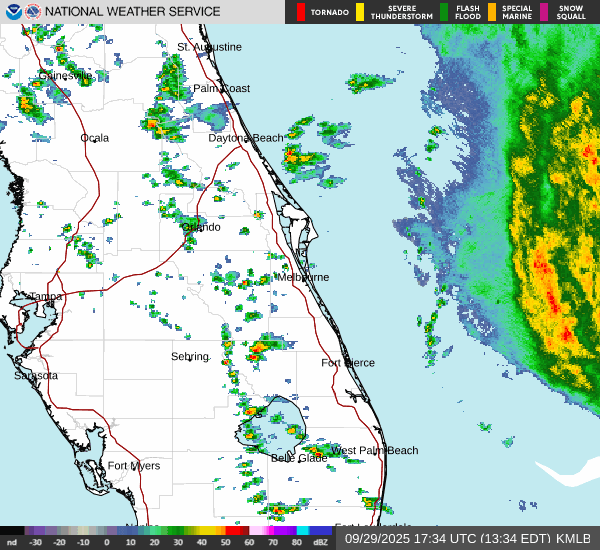 NATIONAL WEATHER SERVICE
TORNADO
SEVERE
THUNDERSTORM
FLASH
FLOOD
SPECIAL
MARINE
SNOW
SQUALL
St. Augustine
Gainesville
Palm Coast
Ocala
Daytona Beach
Orlando
Melbourne
Tampa
Sebring
Fort Pierce
Sarasota
West Palm Beach
Belle Glade
Fort Myers
nd -30 -20 -10 0 10 20 30 40 50 60 70 80 dBZ
09/29/2025 17:34 UTC (13:34 EDT) KMLB